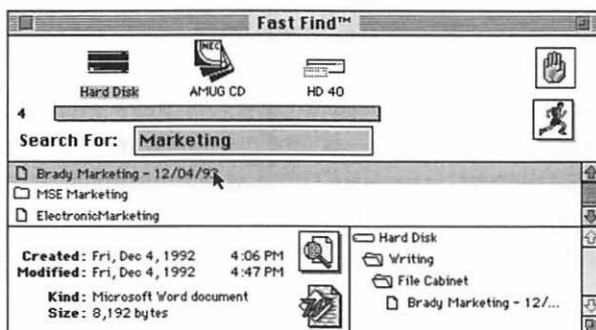 Fast Find™
NEC
Hard Disk AMUG CD HD 40
4
Search For: Marketing
Brady Marketing - 12/04/92
MSE Marketing
ElectronicMarketing
Created: Fri, Dec 4, 1992 4:06 PM
Modified: Fri, Dec 4, 1992 4:47 PM
Kind: Microsoft Word document
Size: 8,192 bytes
Hard Disk
Writing
File Cabinet
Brady Marketing - 12/...